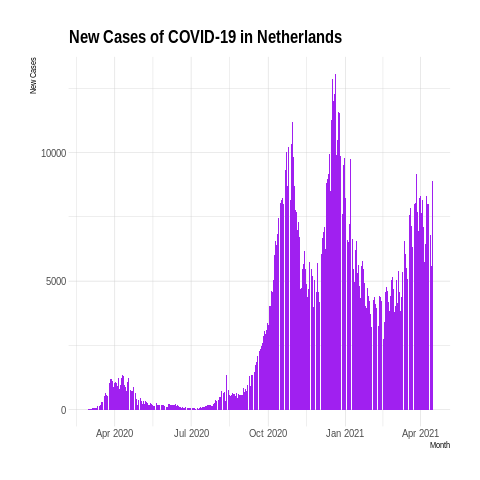 New Cases of COVID-19 in Netherlands
New Cases
10000
5000
0
Apr 2020 Jul 2020 Oct 2020 Jan 2021 Apr 2021
Month